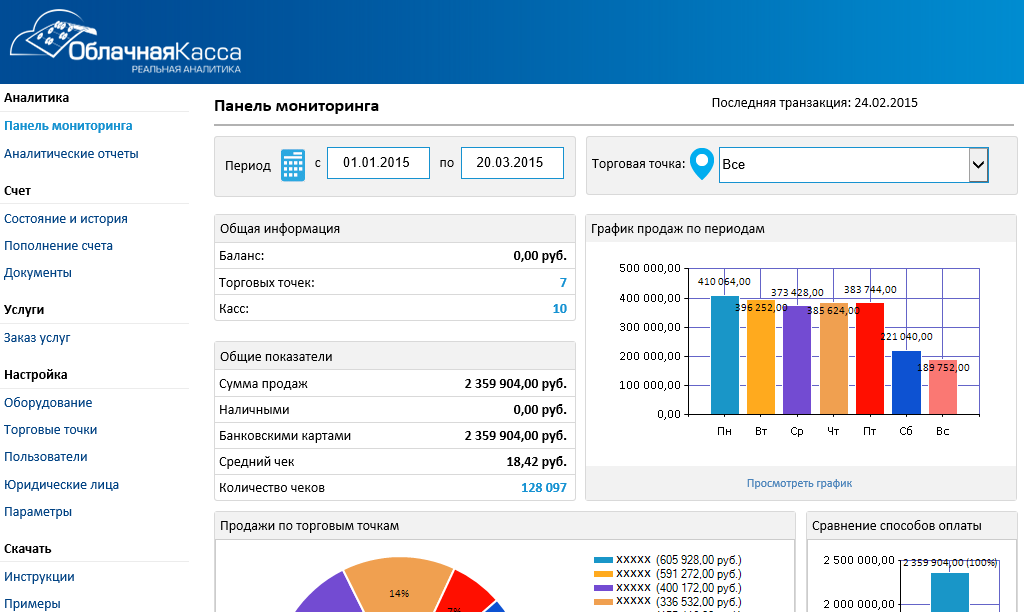 ОблачнаяКасса
РЕАЛЬНАЯ АНАЛИТИКА
Аналитика
Панель мониторинга
Аналитические отчеты
Счет
Состояние и история
Пополнение счета
Документы
Услуги
Заказ услуг
Настройка
Оборудование
Торговые точки
Пользователи
Юридические лица
Параметры
Скачать
Инструкции
Примеры
Панель мониторинга
Последняя транзакция: 24.02.2015
Период с 01.01.2015 по 20.03.2015
Торговая точка: Все
Общая информация
Баланс: 0,00 руб.
Торговых точек: 7
Касс: 10
Общие показатели
Сумма продаж 2 359 904,00 руб.
Наличными 0,00 руб.
Банковскими картами 2 359 904,00 руб.
Средний чек 18,42 руб.
Количество чеков 128 097
График продаж по периодам
500 000,00
400 000,00
300 000,00
200 000,00
100 000,00
0,00
410 064,00
396 252,00
373 428,00
385 624,00
383 744,00
221 040,00
189 752,00
Пн Вт Ср Чт Пт Сб Вс
Просмотреть график
Продажи по торговым точкам
14%
7%
XXXXX (605 928,00 руб.)
XXXXX (591 272,00 руб.)
XXXXX (400 172,00 руб.)
XXXXX (336 532,00 руб.)
Сравнение способов оплаты
2 500 000,00
2 359 904,00 (100%)
2 000 000,00